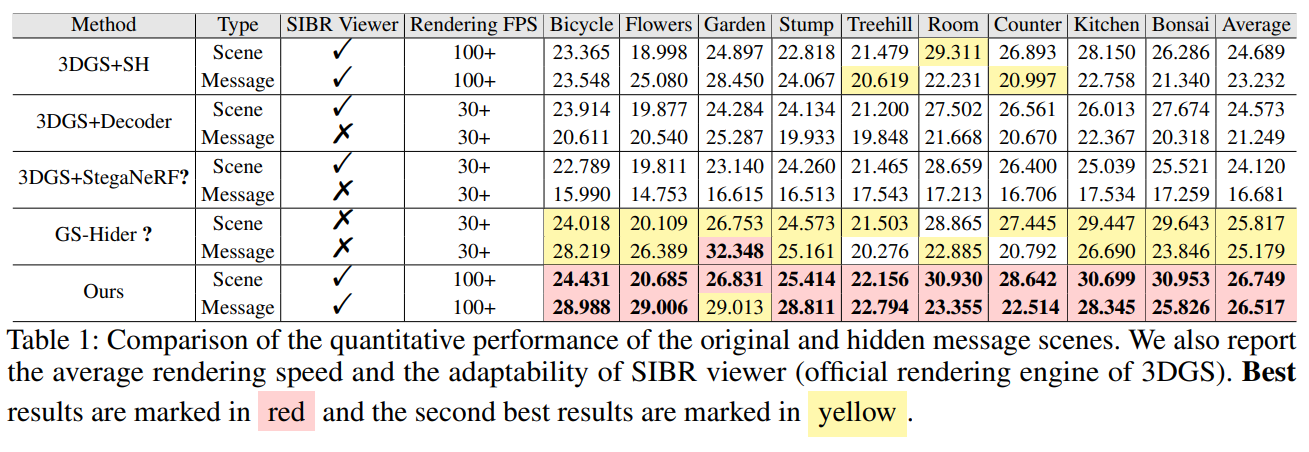 Method Type SIBR Viewer Rendering FPS Bicycle Flowers Garden Stump Treehill Room Counter Kitchen Bonsai Average
3DGS+SH Scene ✓ 100+ 23.365 18.998 24.897 22.818 21.479 29.311 26.893 28.150 26.286 24.689
Message ✓ 100+ 23.548 25.080 28.450 24.067 20.619 22.231 20.997 22.758 21.340 23.232
3DGS+Decoder Scene ✓ 30+ 23.914 19.877 24.284 24.134 21.200 27.502 26.561 26.013 27.674 24.573
Message ✗ 30+ 20.611 20.540 25.287 19.933 19.848 21.668 20.670 22.367 20.318 21.249
3DGS+StegaNeRF? Scene ✓ 30+ 22.789 19.811 23.140 24.260 21.465 28.659 26.400 25.039 25.521 24.120
Message ✗ 30+ 15.990 14.753 16.615 16.513 17.543 17.213 16.706 17.534 17.259 16.681
GS-Hider ? Scene ✗ 30+ 24.018 20.109 26.753 24.573 21.503 28.865 27.445 29.447 29.643 25.817
Message ✗ 30+ 28.219 26.389 32.348 25.161 20.276 22.885 20.792 26.690 23.846 25.179
Ours Scene ✓ 100+ 24.431 20.685 26.831 25.414 22.156 30.930 28.642 30.699 30.953 26.749
Message ✓ 100+ 28.988 29.006 29.013 28.811 22.794 23.355 22.514 28.345 25.826 26.517
Table 1: Comparison of the quantitative performance of the original and hidden message scenes. We also report
the average rendering speed and the adaptability of SIBR viewer (official rendering engine of 3DGS). Best
results are marked in red and the second best results are marked in yellow .